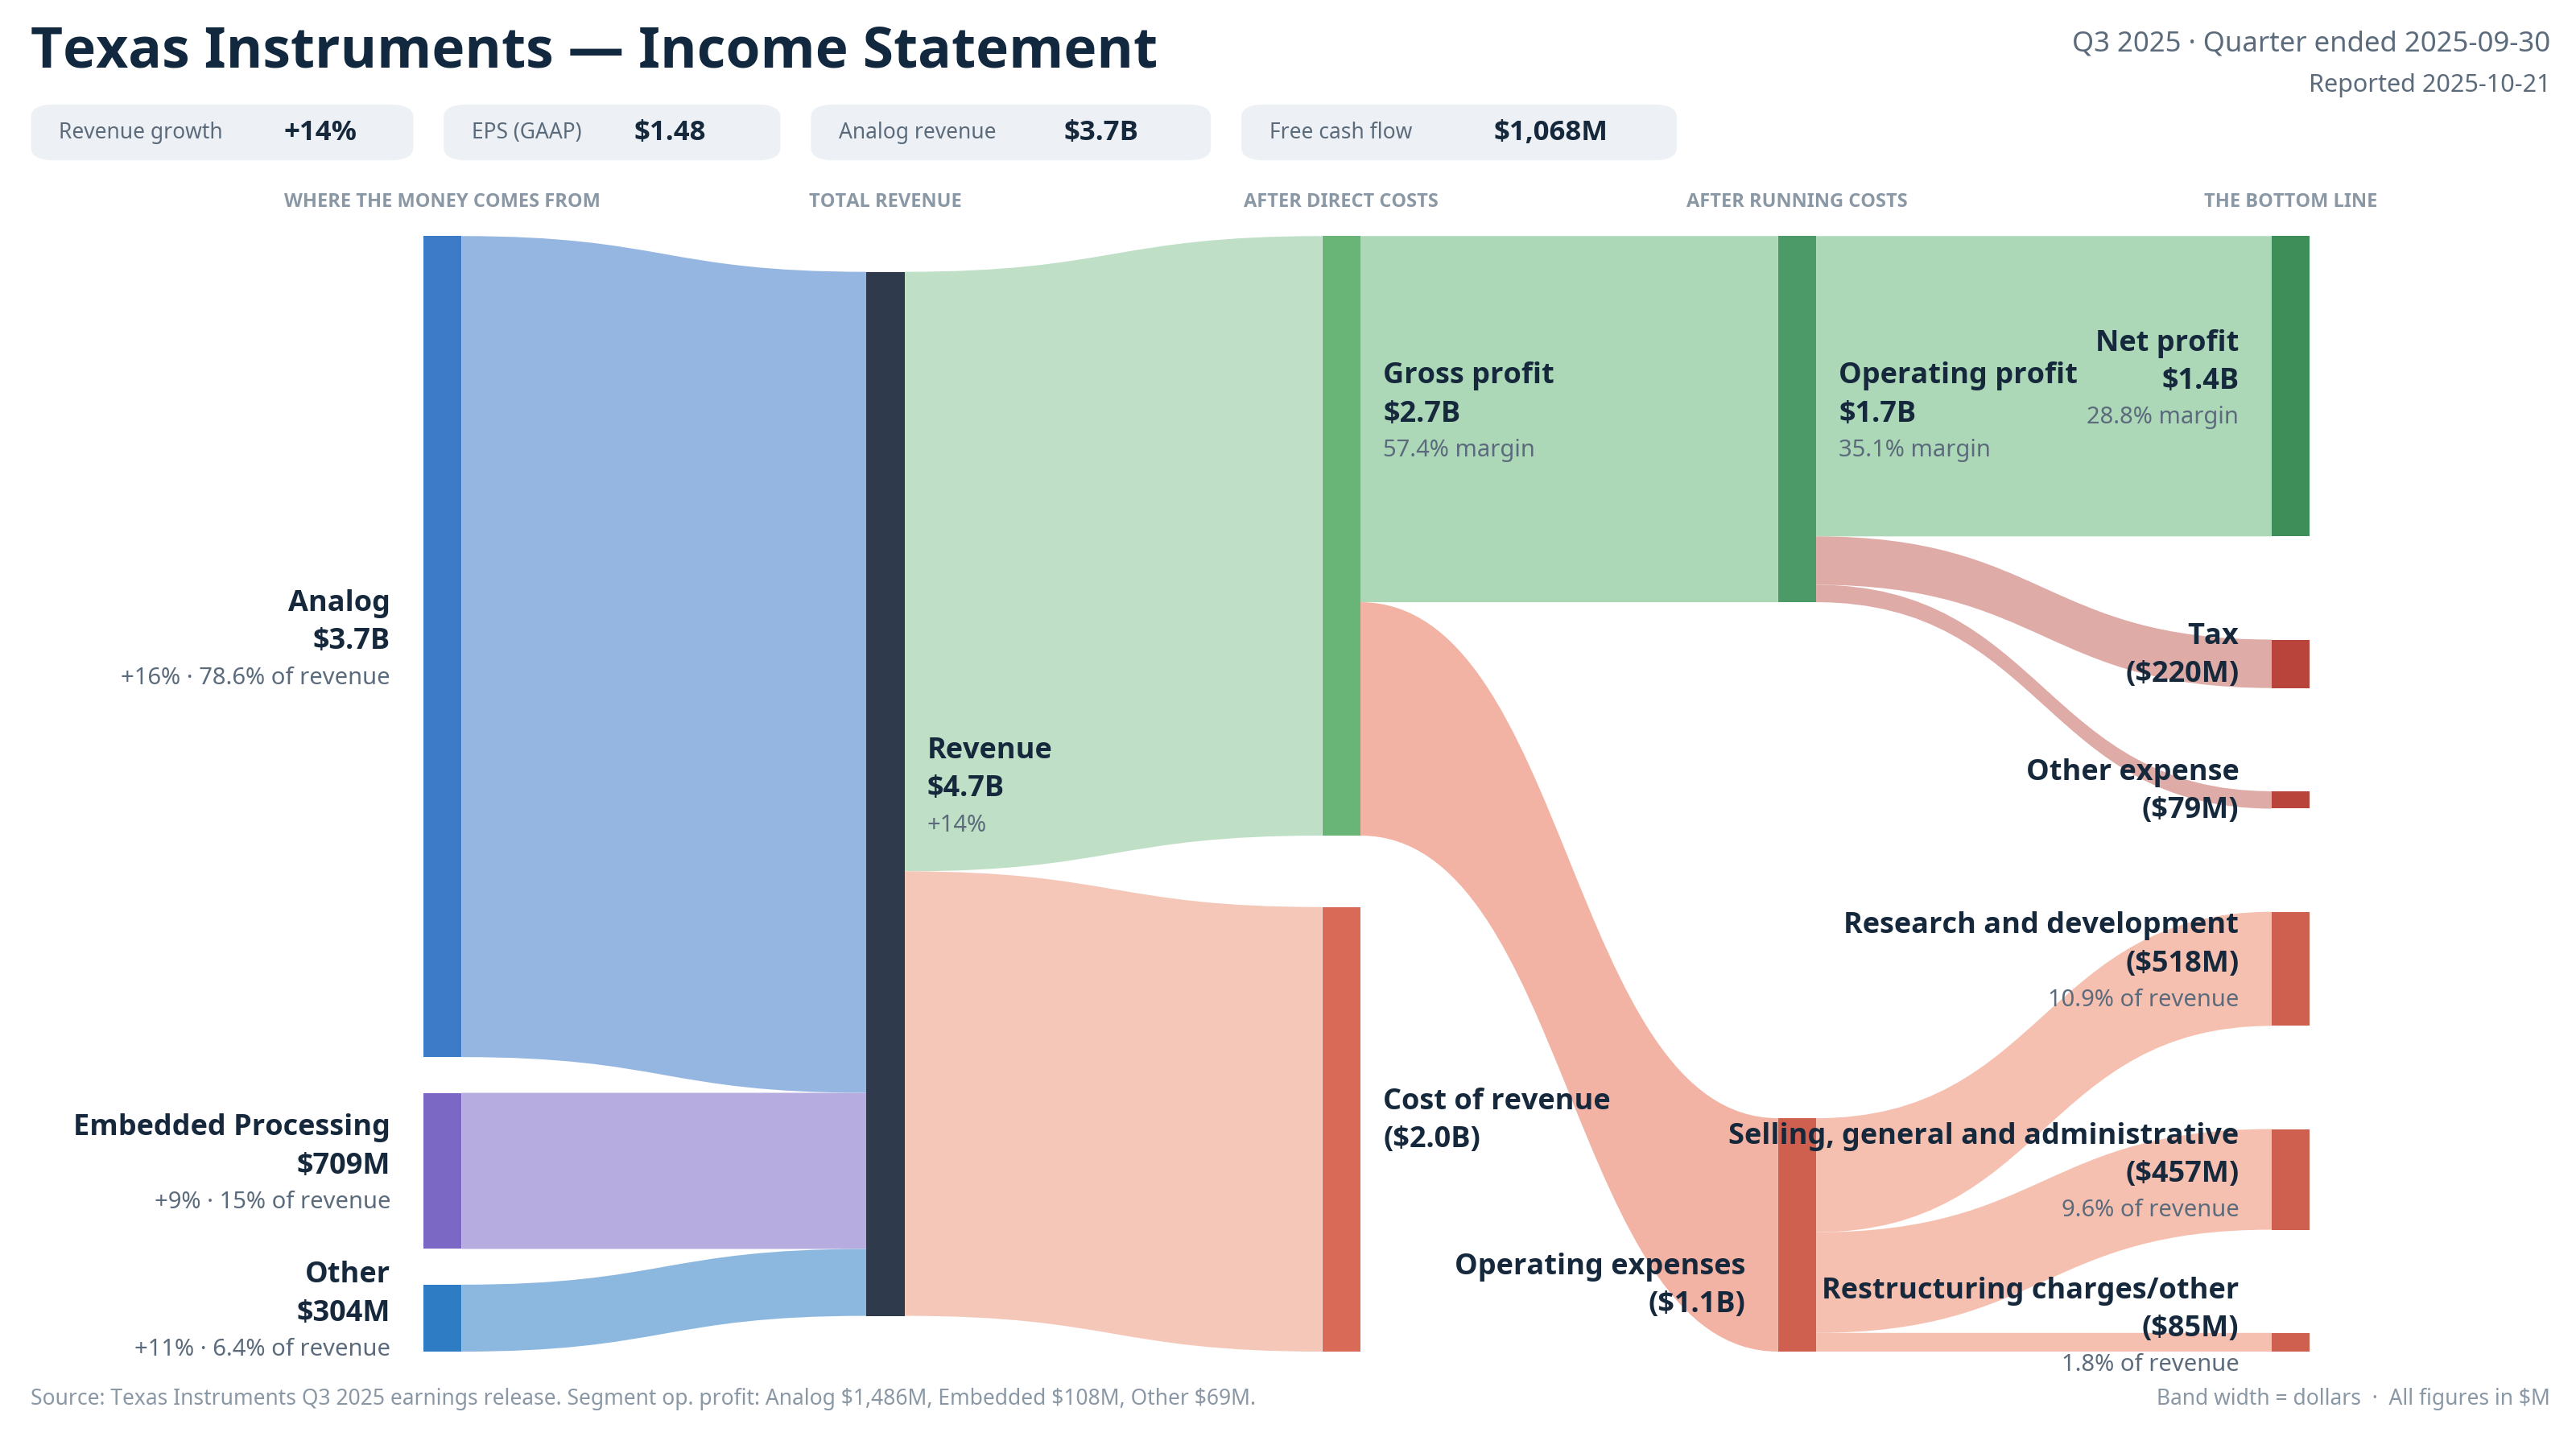 Texas Instruments — Income Statement
Q3 2025 · Quarter ended 2025-09-30
Reported 2025-10-21
Revenue growth +14%
EPS (GAAP) $1.48
Analog revenue $3.7B
Free cash flow $1,068M
WHERE THE MONEY COMES FROM
TOTAL REVENUE
AFTER DIRECT COSTS
AFTER RUNNING COSTS
THE BOTTOM LINE
Analog
$3.7B
+16% · 78.6% of revenue
Embedded Processing
$709M
+9% · 15% of revenue
Other
$304M
+11% · 6.4% of revenue
Revenue
$4.7B
+14%
Gross profit
$2.7B
57.4% margin
Cost of revenue
($2.0B)
Operating profit
$1.7B
35.1% margin
Operating expenses
($1.1B)
Net profit
$1.4B
28.8% margin
Tax
($220M)
Other expense
($79M)
Research and development
($518M)
10.9% of revenue
Selling, general and administrative
($457M)
9.6% of revenue
Restructuring charges/other
($85M)
1.8% of revenue
Source: Texas Instruments Q3 2025 earnings release. Segment op. profit: Analog $1,486M, Embedded $108M, Other $69M.
Band width = dollars · All figures in $M